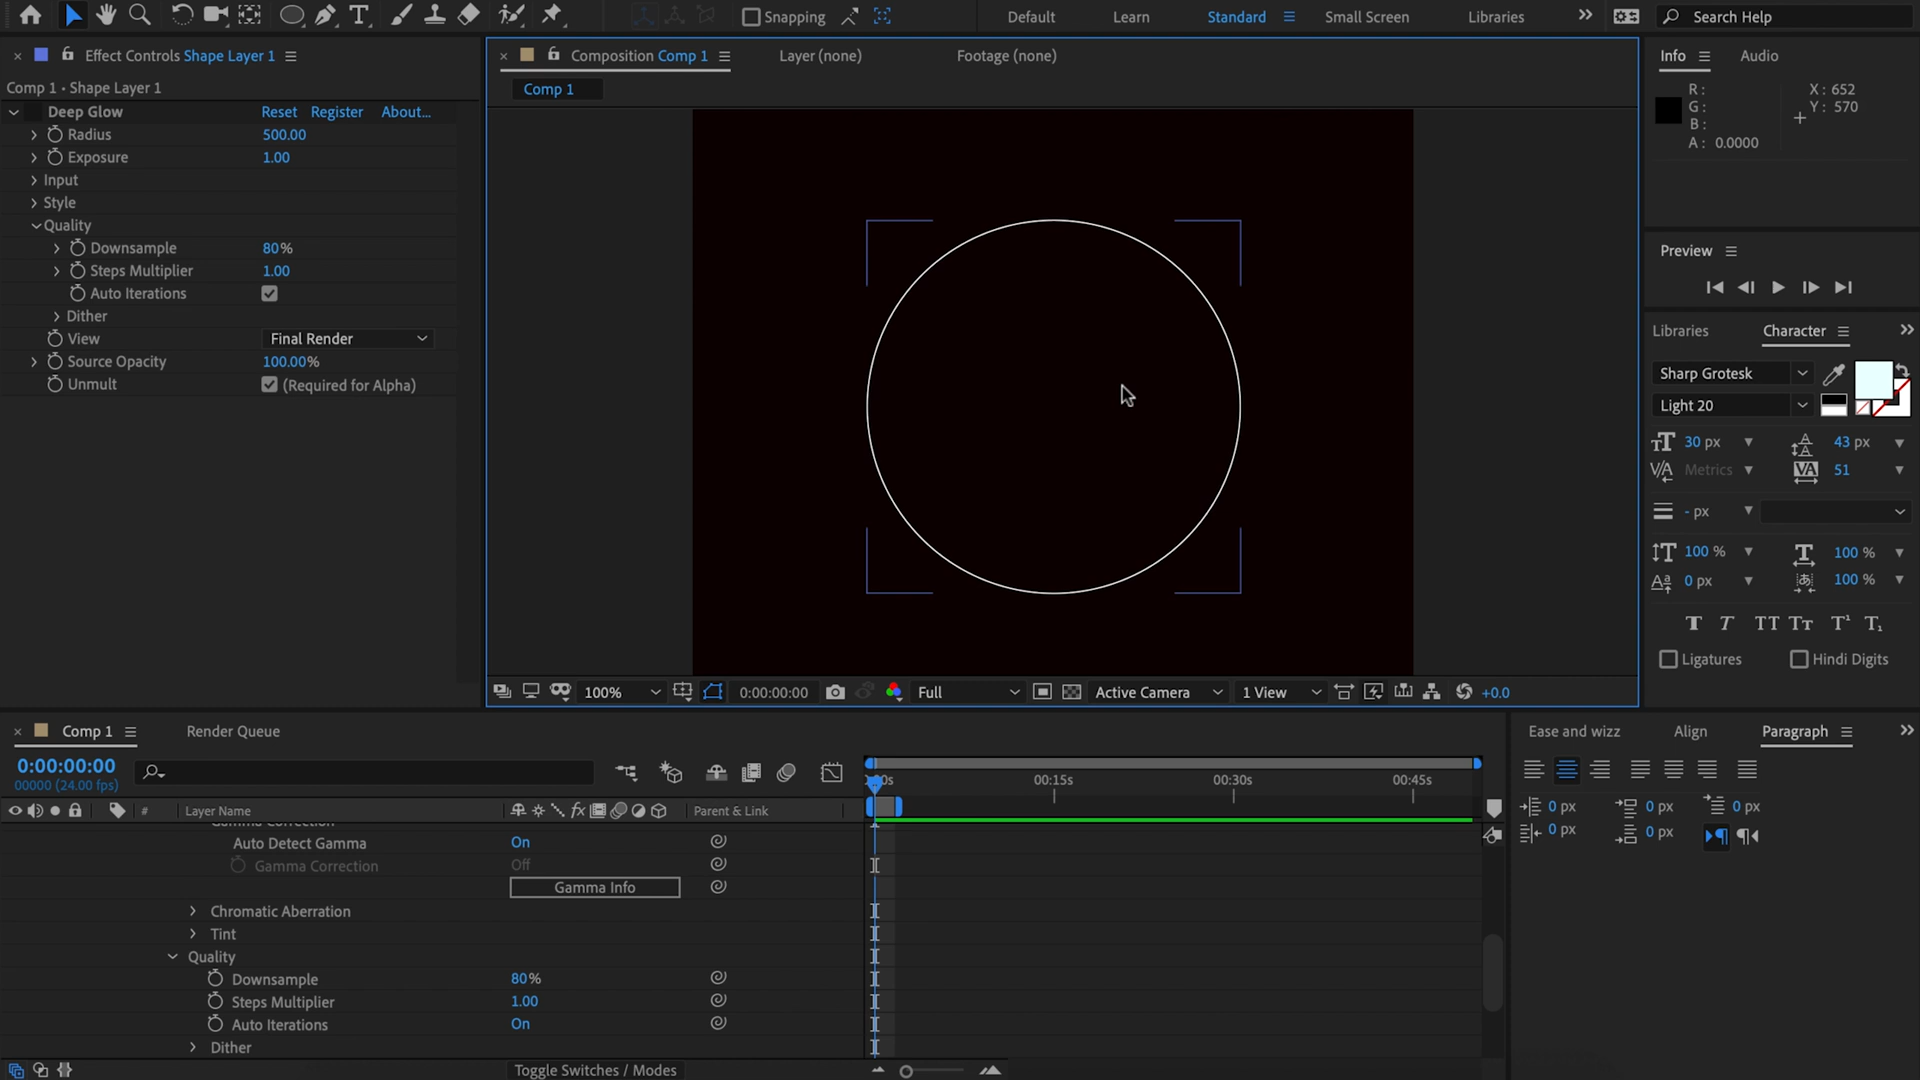 Snapping
Default
Learn
Standard
Small Screen
Libraries
Search Help
Effect Controls Shape Layer 1
Composition Comp 1
Layer (none)
Footage (none)
Info
Audio
Comp 1 • Shape Layer 1
Comp 1
Deep Glow
Reset
Register
About...
Radius
500.00
Exposure
1.00
Input
Style
Quality
Downsample
80%
Steps Multiplier
1.00
Auto Iterations
Dither
View
Final Render
Source Opacity
100.00%
Unmult
(Required for Alpha)
R :
G :
B :
A : 0.0000
X : 652
Y : 570
Preview
Libraries
Character
Sharp Grotesk
Light 20
30 px
43 px
Metrics
51
- px
100 %
100 %
0 px
100 %
Ligatures
Hindi Digits
100%
0:00:00:00
Full
Active Camera
1 View
+0.0
Comp 1
Render Queue
Ease and wizz
Align
Paragraph
0:00:00:00
00000 (24.00 fps)
00:15s
00:30s
00:45s
#
Layer Name
Parent & Link
Gamma Correction
Auto Detect Gamma
On
Gamma Correction
Off
Gamma Info
Chromatic Aberration
Tint
Quality
Downsample
80%
Steps Multiplier
1.00
Auto Iterations
On
Dither
Toggle Switches / Modes
0 px
0 px
0 px
0 px
0 px